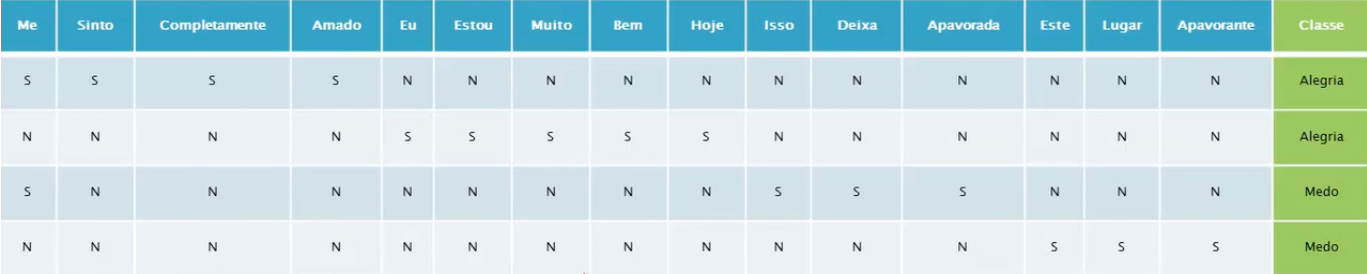 Me Sinto Completamente Amado Eu Estou Muito Bem Hoje Isso Deixa Apavorada Este Lugar Apavorante Classe
S S S S N N N N N N N N N N N Alegria
N N N N S S S S S N N N N N N Alegria
S N N N N N N N N S S S N N N Medo
N N N N N N N N N N N N S S S Medo